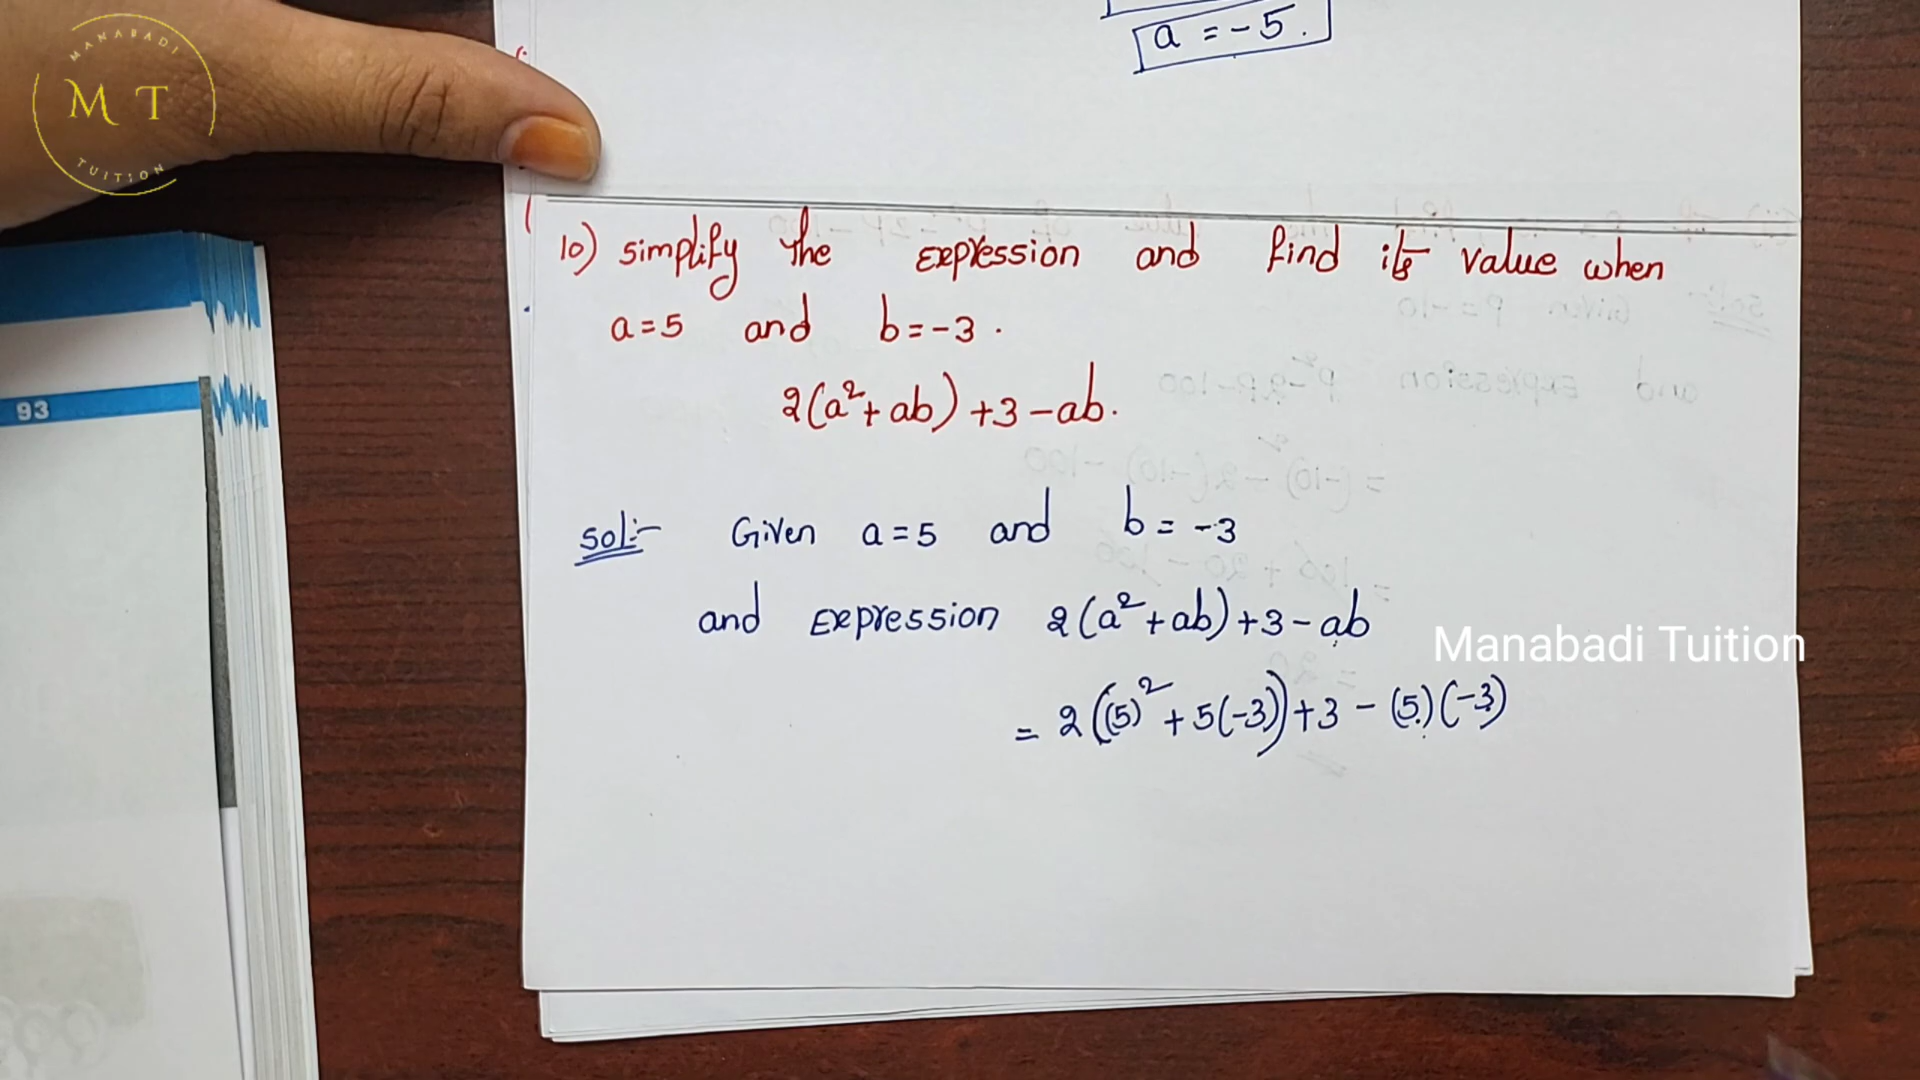 MANABADI
M T
TUITION
93
a = -5.
10) simplify the expression and find its value when
a = 5 and b = -3.
2(a²+ab)+3-ab.
Sol:- Given a = 5 and b = -3
and Expression 2(a²+ab)+3-ab
Manabadi Tuition
= 2((5)²+5(-3))+3-(5)(-3)